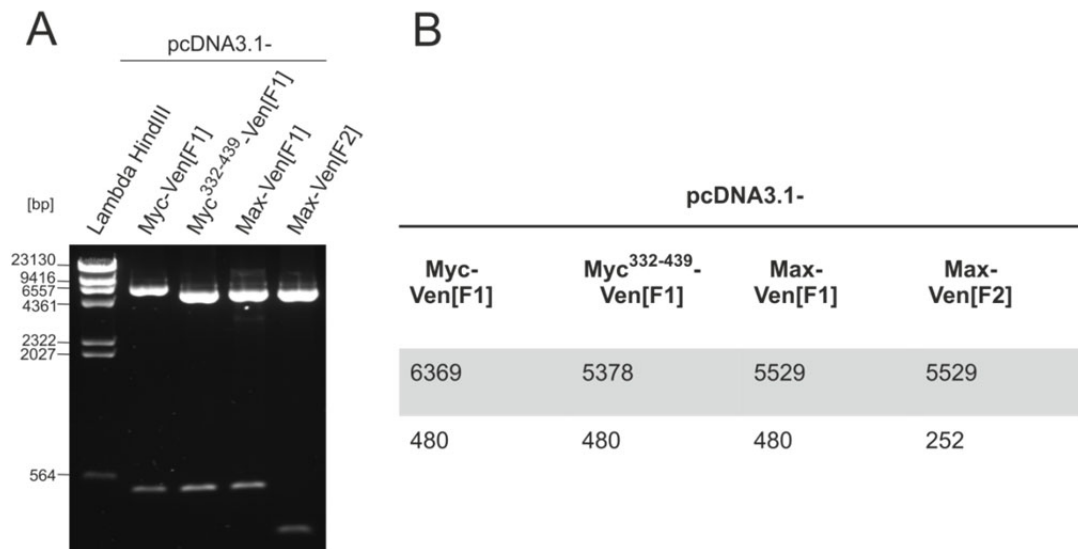 A
pcDNA3.1-
[bp]
Lambda HindIII
Myc-Ven[F1]
Myc332-439-Ven[F1]
Max-Ven[F1]
Max-Ven[F2]
23130
9416
6557
4361
2322
2027
564
B
pcDNA3.1-
Myc- Myc332-439- Max- Max-
Ven[F1] Ven[F1] Ven[F1] Ven[F2]
6369 5378 5529 5529
480 480 480 252